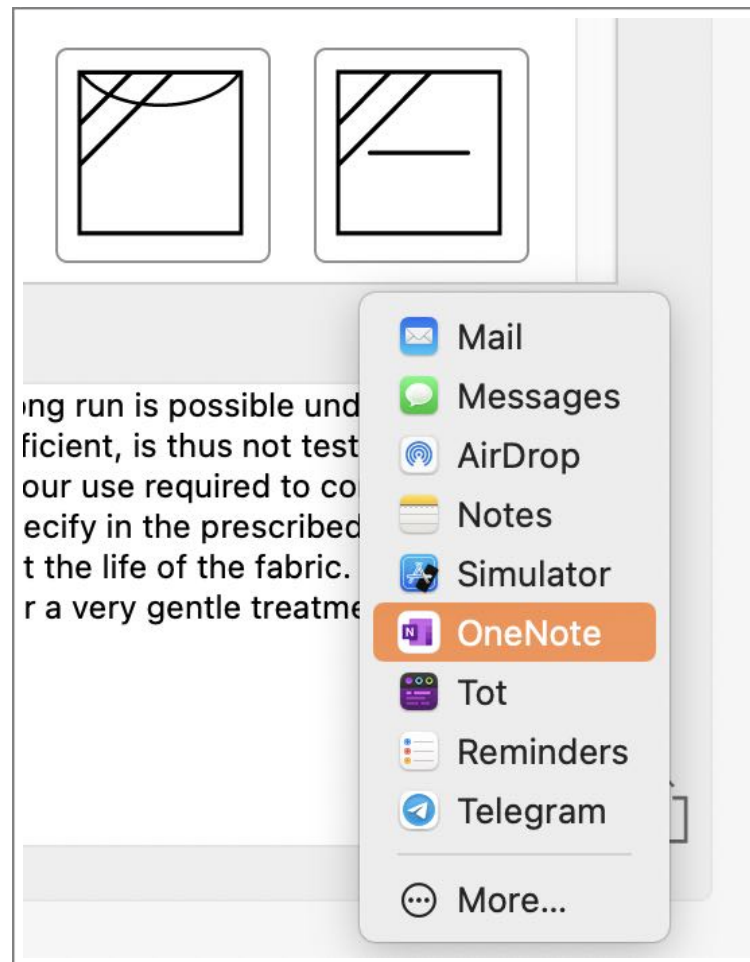 ong run is possible und
ficient, is thus not test
our use required to co
ecify in the prescribed
t the life of the fabric.
r a very gentle treatme
Mail
Messages
AirDrop
Notes
Simulator
N OneNote
Tot
Reminders
Telegram
More...